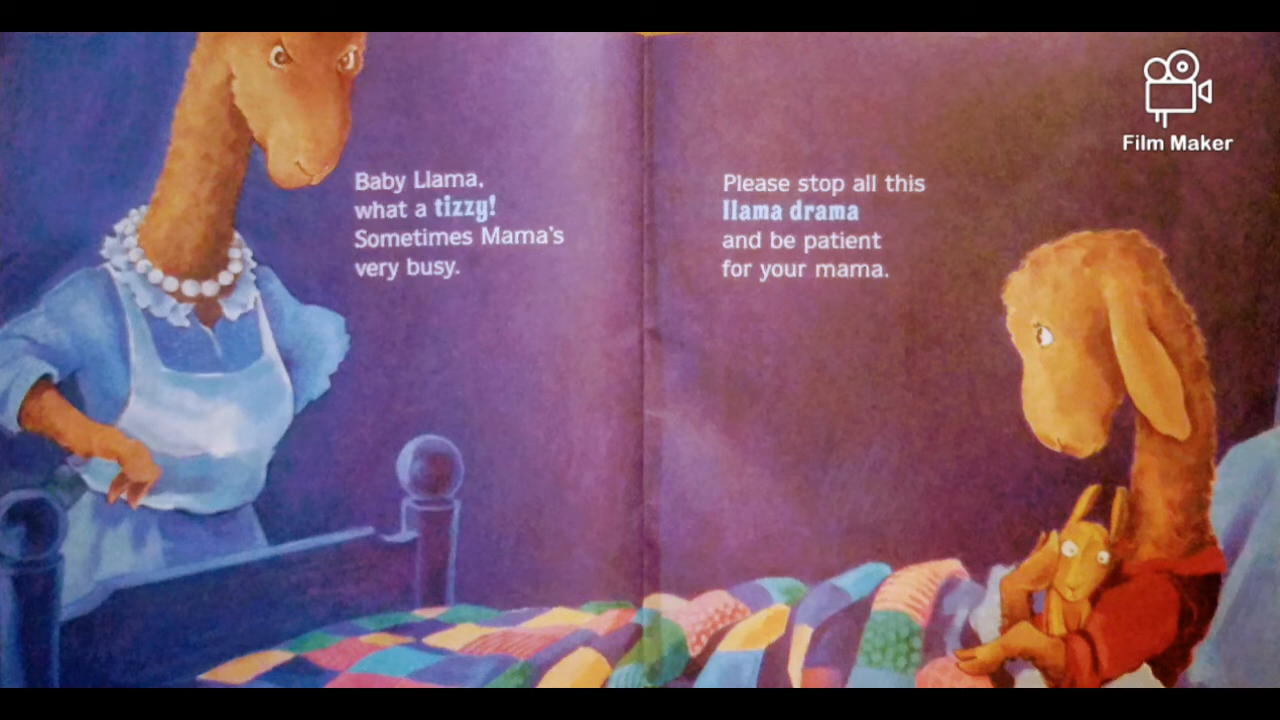 Baby Llama,
what a tizzy!
Sometimes Mama's
very busy.
Please stop all this
llama drama
and be patient
for your mama.
Film Maker